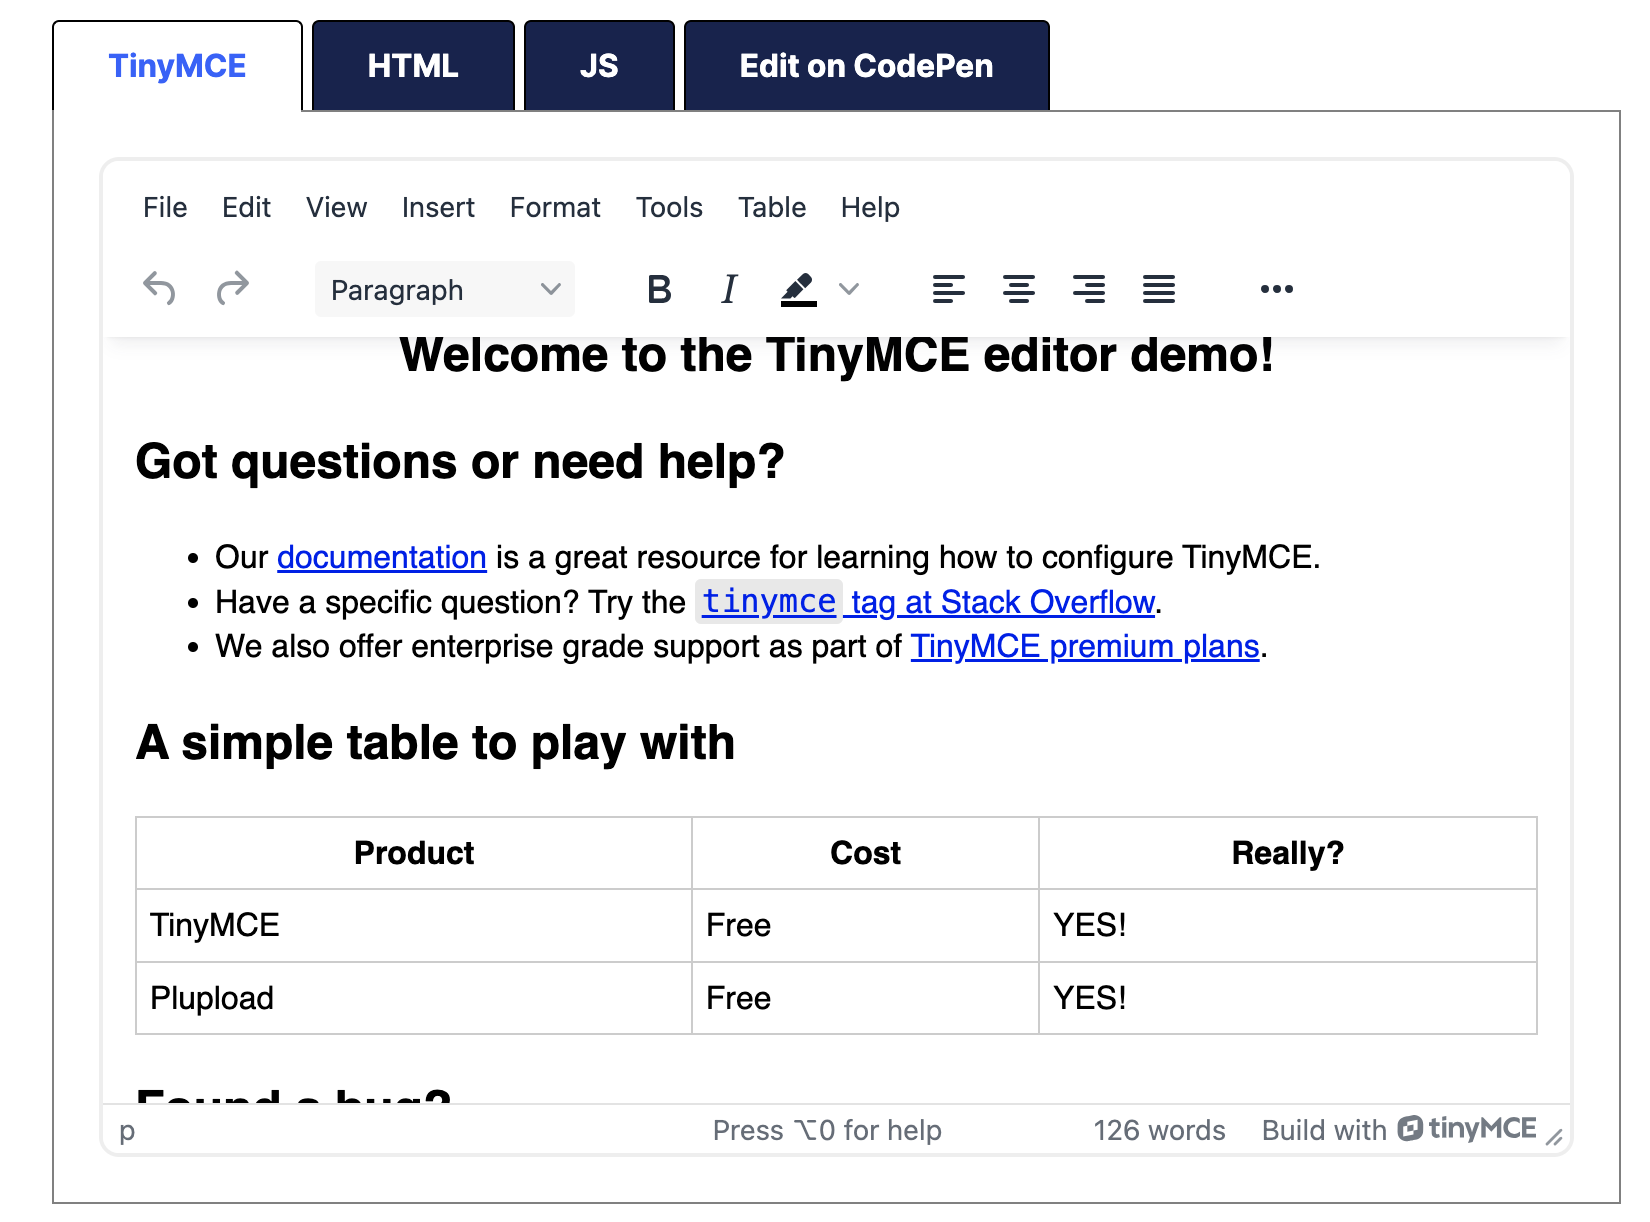 TinyMCE HTML JS Edit on CodePen
File Edit View Insert Format Tools Table Help
Paragraph B I
Welcome to the TinyMCE editor demo!
Got questions or need help?
• Our documentation is a great resource for learning how to configure TinyMCE.
• Have a specific question? Try the tinymce tag at Stack Overflow.
• We also offer enterprise grade support as part of TinyMCE premium plans.
A simple table to play with
Product Cost Really?
TinyMCE Free YES!
Plupload Free YES!
Found a bug?
p Press ⌥0 for help 126 words Build with tinyMCE